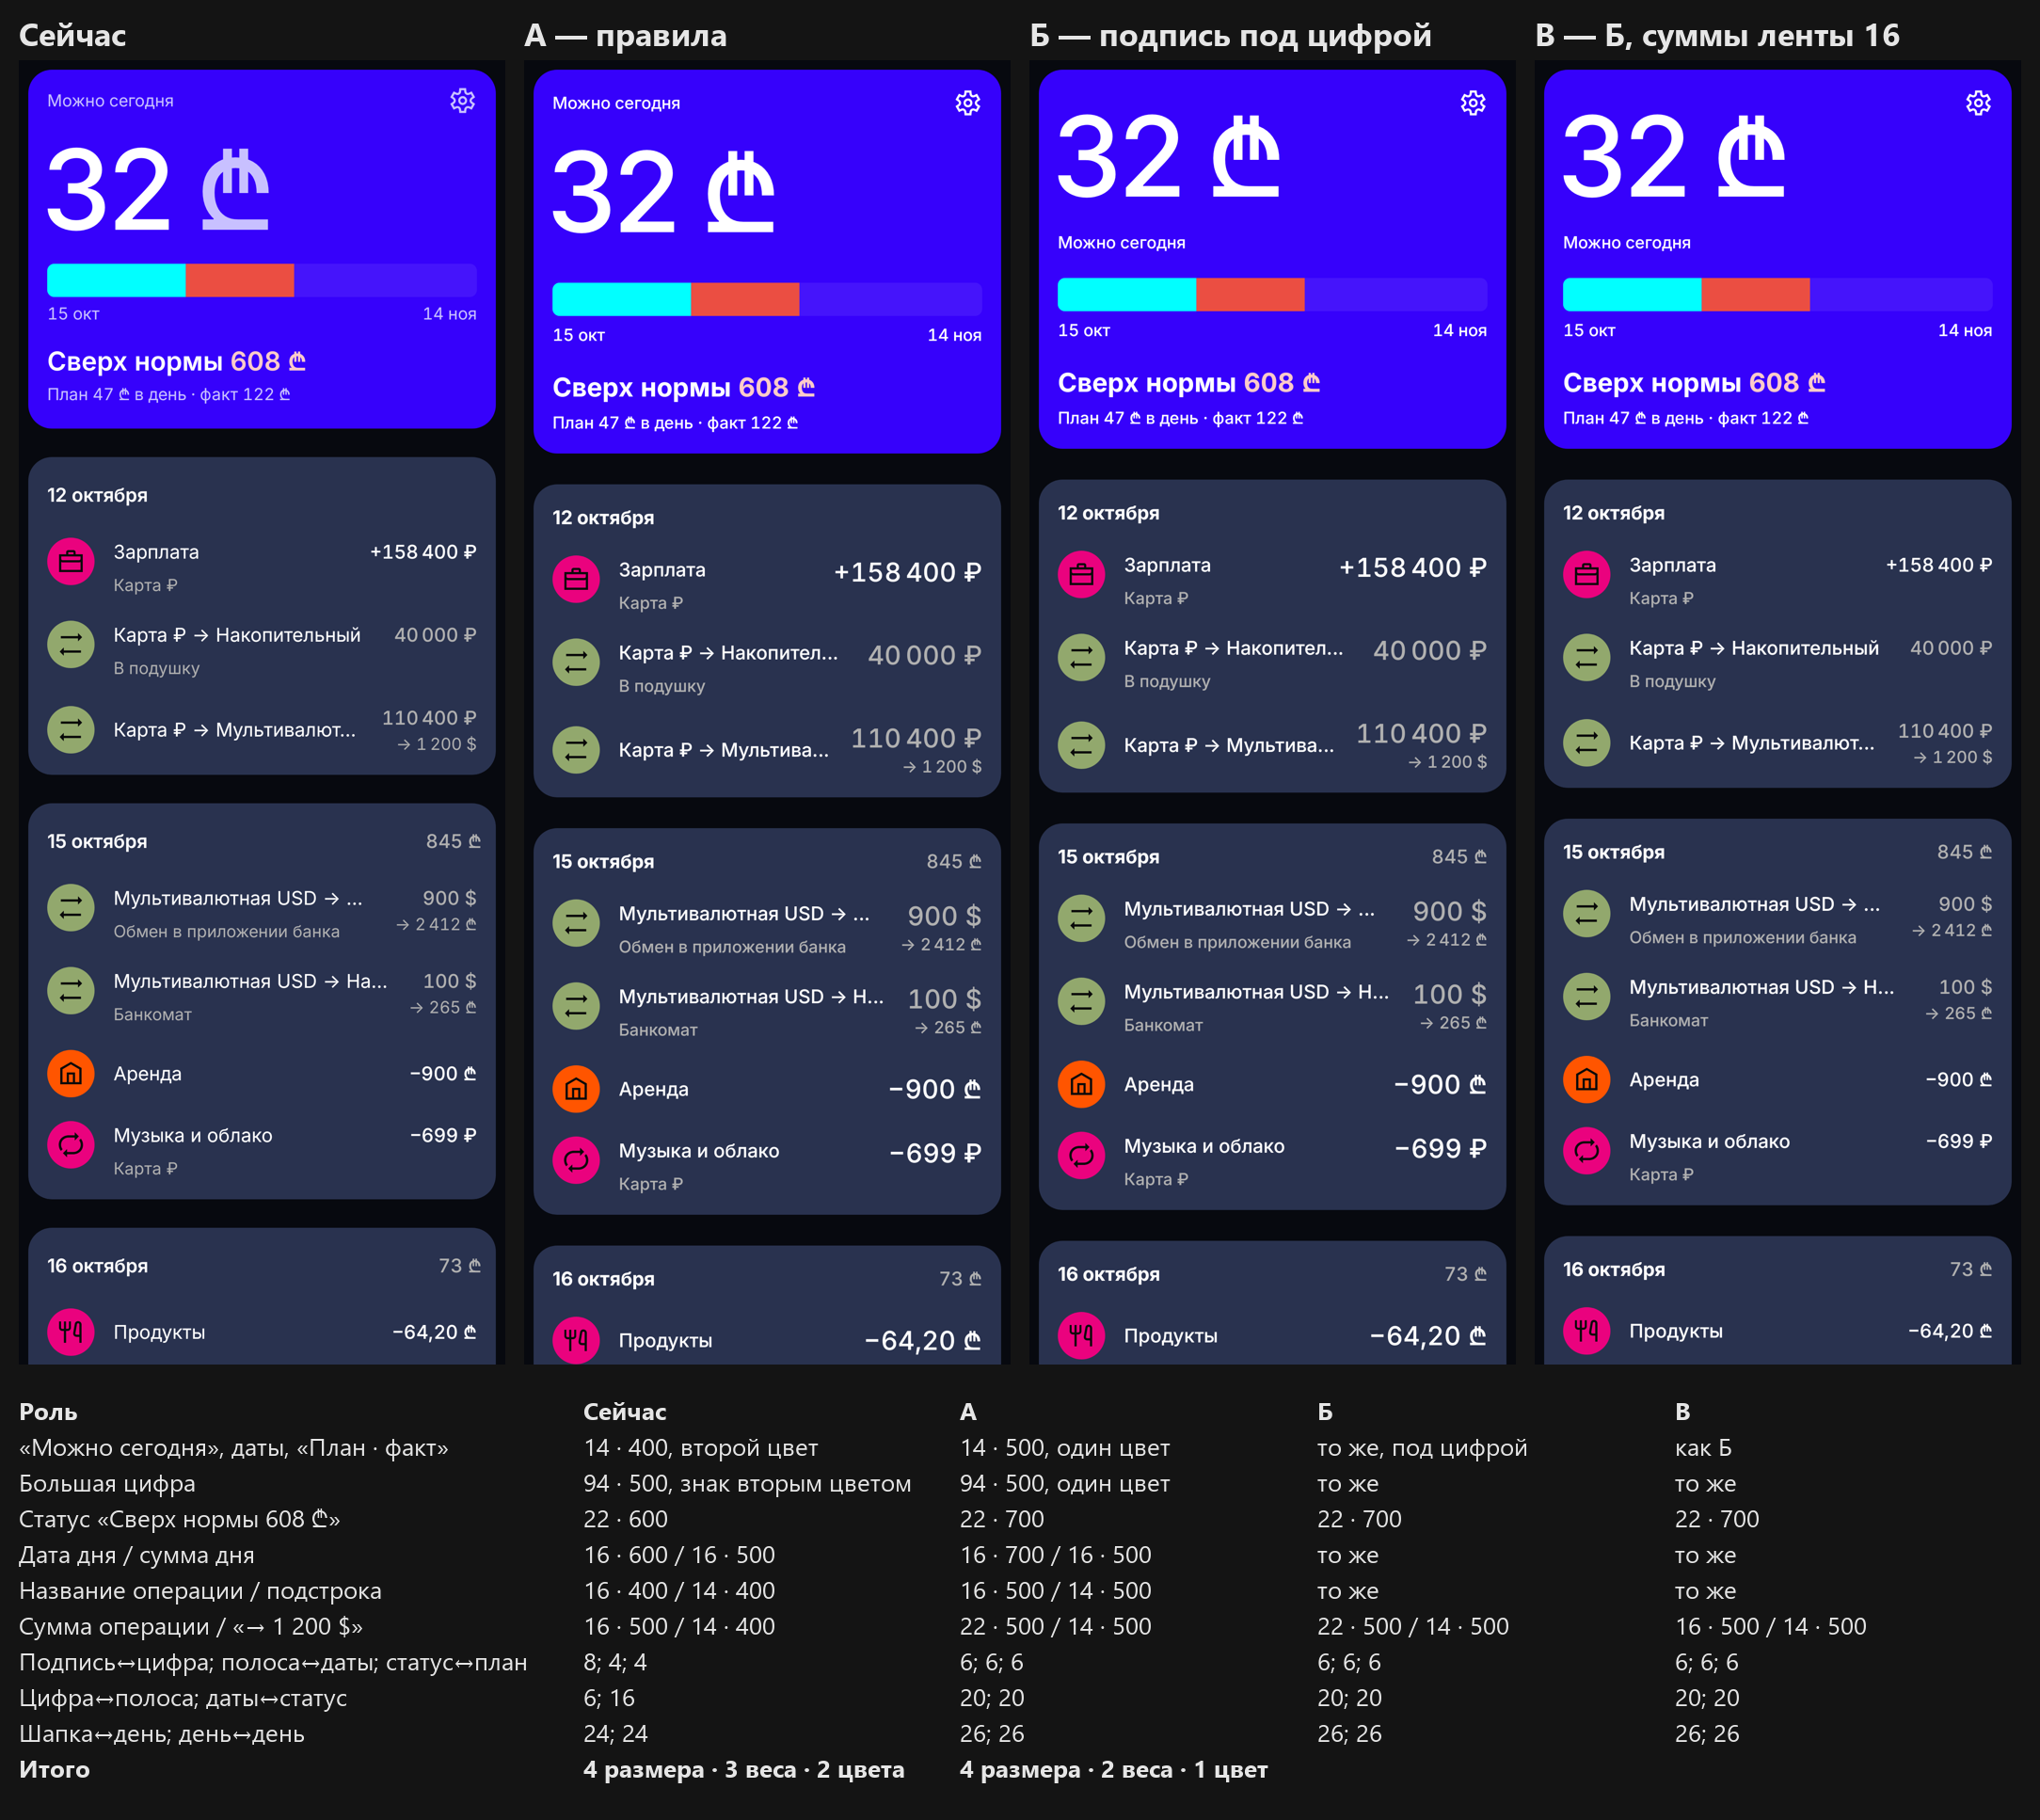 Сейчас
Можно сегодня
32 ₾
15 окт 14 ноя
Сверх нормы 608 ₾
План 47 ₾ в день · факт 122 ₾
12 октября
Зарплата +158 400 ₽
Карта ₽
Карта ₽ → Накопительный 40 000 ₽
В подушку
Карта ₽ → Мультивалют... 110 400 ₽
→ 1 200 $
15 октября 845 ₾
Мультивалютная USD → ... 900 $
Обмен в приложении банка → 2 412 ₾
Мультивалютная USD → На... 100 $
Банкомат → 265 ₾
Аренда −900 ₾
Музыка и облако −699 ₽
Карта ₽
16 октября 73 ₾
Продукты −64,20 ₾
А — правила
Можно сегодня
32 ₾
15 окт 14 ноя
Сверх нормы 608 ₾
План 47 ₾ в день · факт 122 ₾
12 октября
Зарплата +158 400 ₽
Карта ₽
Карта ₽ → Накопител... 40 000 ₽
В подушку
Карта ₽ → Мультива... 110 400 ₽
→ 1 200 $
15 октября 845 ₾
Мультивалютная USD → ... 900 $
Обмен в приложении банка → 2 412 ₾
Мультивалютная USD → Н... 100 $
Банкомат → 265 ₾
Аренда −900 ₾
Музыка и облако −699 ₽
Карта ₽
16 октября 73 ₾
Продукты −64,20 ₾
Б — подпись под цифрой
32 ₾
Можно сегодня
15 окт 14 ноя
Сверх нормы 608 ₾
План 47 ₾ в день · факт 122 ₾
12 октября
Зарплата +158 400 ₽
Карта ₽
Карта ₽ → Накопител... 40 000 ₽
В подушку
Карта ₽ → Мультива... 110 400 ₽
→ 1 200 $
15 октября 845 ₾
Мультивалютная USD → ... 900 $
Обмен в приложении банка → 2 412 ₾
Мультивалютная USD → Н... 100 $
Банкомат → 265 ₾
Аренда −900 ₾
Музыка и облако −699 ₽
Карта ₽
16 октября 73 ₾
Продукты −64,20 ₾
В — Б, суммы ленты 16
32 ₾
Можно сегодня
15 окт 14 ноя
Сверх нормы 608 ₾
План 47 ₾ в день · факт 122 ₾
12 октября
Зарплата +158 400 ₽
Карта ₽
Карта ₽ → Накопительный 40 000 ₽
В подушку
Карта ₽ → Мультивалют... 110 400 ₽
→ 1 200 $
15 октября 845 ₾
Мультивалютная USD → ... 900 $
Обмен в приложении банка → 2 412 ₾
Мультивалютная USD → Н... 100 $
Банкомат → 265 ₾
Аренда −900 ₾
Музыка и облако −699 ₽
Карта ₽
16 октября 73 ₾
Продукты −64,20 ₾
Роль Сейчас А Б В
«Можно сегодня», даты, «План · факт» 14 · 400, второй цвет 14 · 500, один цвет то же, под цифрой как Б
Большая цифра 94 · 500, знак вторым цветом 94 · 500, один цвет то же то же
Статус «Сверх нормы 608 ₾» 22 · 600 22 · 700 22 · 700 22 · 700
Дата дня / сумма дня 16 · 600 / 16 · 500 16 · 700 / 16 · 500 то же то же
Название операции / подстрока 16 · 400 / 14 · 400 16 · 500 / 14 · 500 то же то же
Сумма операции / «→ 1 200 $» 16 · 500 / 14 · 400 22 · 500 / 14 · 500 22 · 500 / 14 · 500 16 · 500 / 14 · 500
Подпись↔цифра; полоса↔даты; статус↔план 8; 4; 4 6; 6; 6 6; 6; 6 6; 6; 6
Цифра↔полоса; даты↔статус 6; 16 20; 20 20; 20 20; 20
Шапка↔день; день↔день 24; 24 26; 26 26; 26 26; 26
Итого 4 размера · 3 веса · 2 цвета 4 размера · 2 веса · 1 цвет